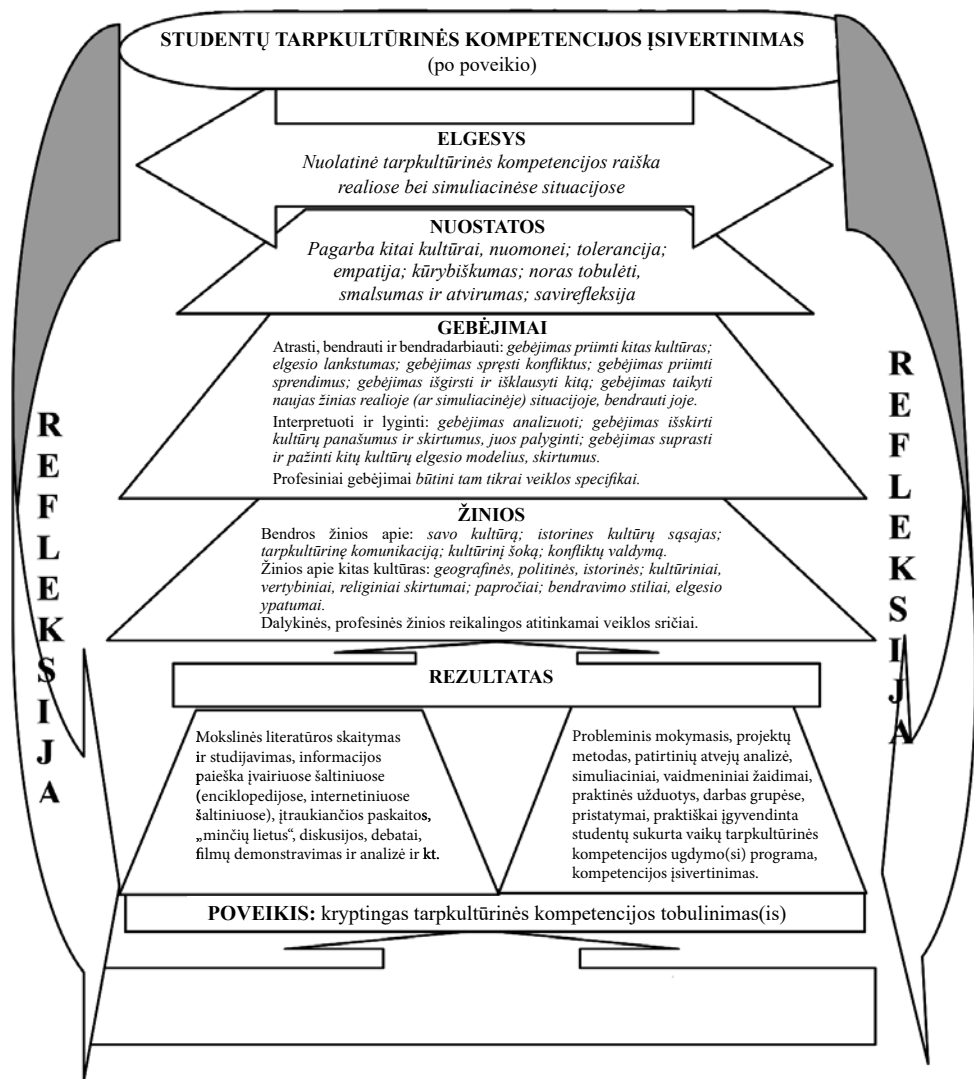 STUDENTŲ TARPKULTŪRINĖS KOMPETENCIJOS ĮSIVERTINIMAS
(po poveikio)
ELGESYS
Nuolatinė tarpkultūrinės kompetencijos raiška
realiose bei simuliacinėse situacijose
NUOSTATOS
Pagarba kitai kultūrai, nuomonei; tolerancija;
empatija; kūrybiškumas; noras tobulėti,
smalsumas ir atvirumas; savirefleksija
GEBĖJIMAI
Atrasti, bendrauti ir bendradarbiauti: gebėjimas priimti kitas kultūras;
elgesio lankstumas; gebėjimas spręsti konfliktus; gebėjimas priimti
sprendimus; gebėjimas išgirsti ir išklausyti kitą; gebėjimas taikyti
naujas žinias realioje (ar simuliacinėje) situacijoje, bendrauti joje.
Interpretuoti ir lyginti: gebėjimas analizuoti; gebėjimas išskirti
kultūrų panašumus ir skirtumus, juos palyginti; gebėjimas suprasti
ir pažinti kitų kultūrų elgesio modelius, skirtumus.
Profesiniai gebėjimai būtini tam tikrai veiklos specifikai.
ŽINIOS
Bendros žinios apie: savo kultūrą; istorines kultūrų sąsajas;
tarpkultūrinę komunikaciją; kultūrinį šoką; konfliktų valdymą.
Žinios apie kitas kultūras: geografinės, politinės, istorinės; kultūriniai,
vertybiniai, religiniai skirtumai; papročiai; bendravimo stiliai, elgesio
ypatumai.
Dalykinės, profesinės žinios reikalingos atitinkamai veiklos sričiai.
REZULTATAS
Mokslinės literatūros skaitymas
ir studijavimas, informacijos
paieška įvairiuose šaltiniuose
(enciklopedijose, internetiniuose
šaltiniuose), įtraukiančios paskaitos,
„minčių lietus“, diskusijos, debatai,
filmų demonstravimas ir analizė ir kt.
Probleminis mokymasis, projektų
metodas, patirtinių atvejų analizė,
simuliaciniai, vaidmeniniai žaidimai,
praktinės užduotys, darbas grupėse,
pristatymai, praktiškai įgyvendinta
studentų sukurta vaikų tarpkultūrinės
kompetencijos ugdymo(si) programa,
kompetencijos įsivertinimas.
POVEIKIS: kryptingas tarpkultūrinės kompetencijos tobulinimas(is)
REFLEKSIJA
REFLEKSIJA